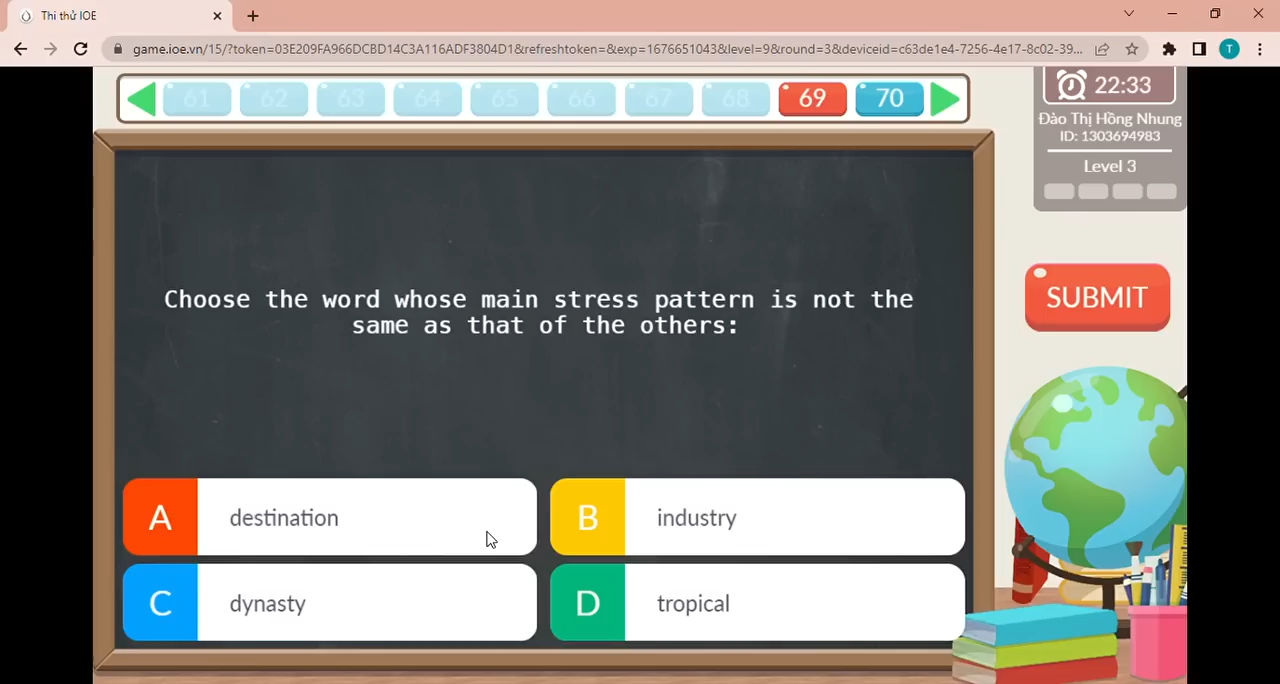 Thi thử IOE
game.ioe.vn/15/?token=03E209FA966DCBD14C3A116ADF3804D1&refreshtoken=&exp=1676651043&level=9&round=3&deviceid=c63de1e4-7256-4e17-8c02-39...
T
61 62 63 64 65 66 67 68 69 70
22:33
Đào Thị Hồng Nhung
ID: 1303694983
Level 3
SUBMIT
Choose the word whose main stress pattern is not the
same as that of the others:
A destination
B industry
C dynasty
D tropical